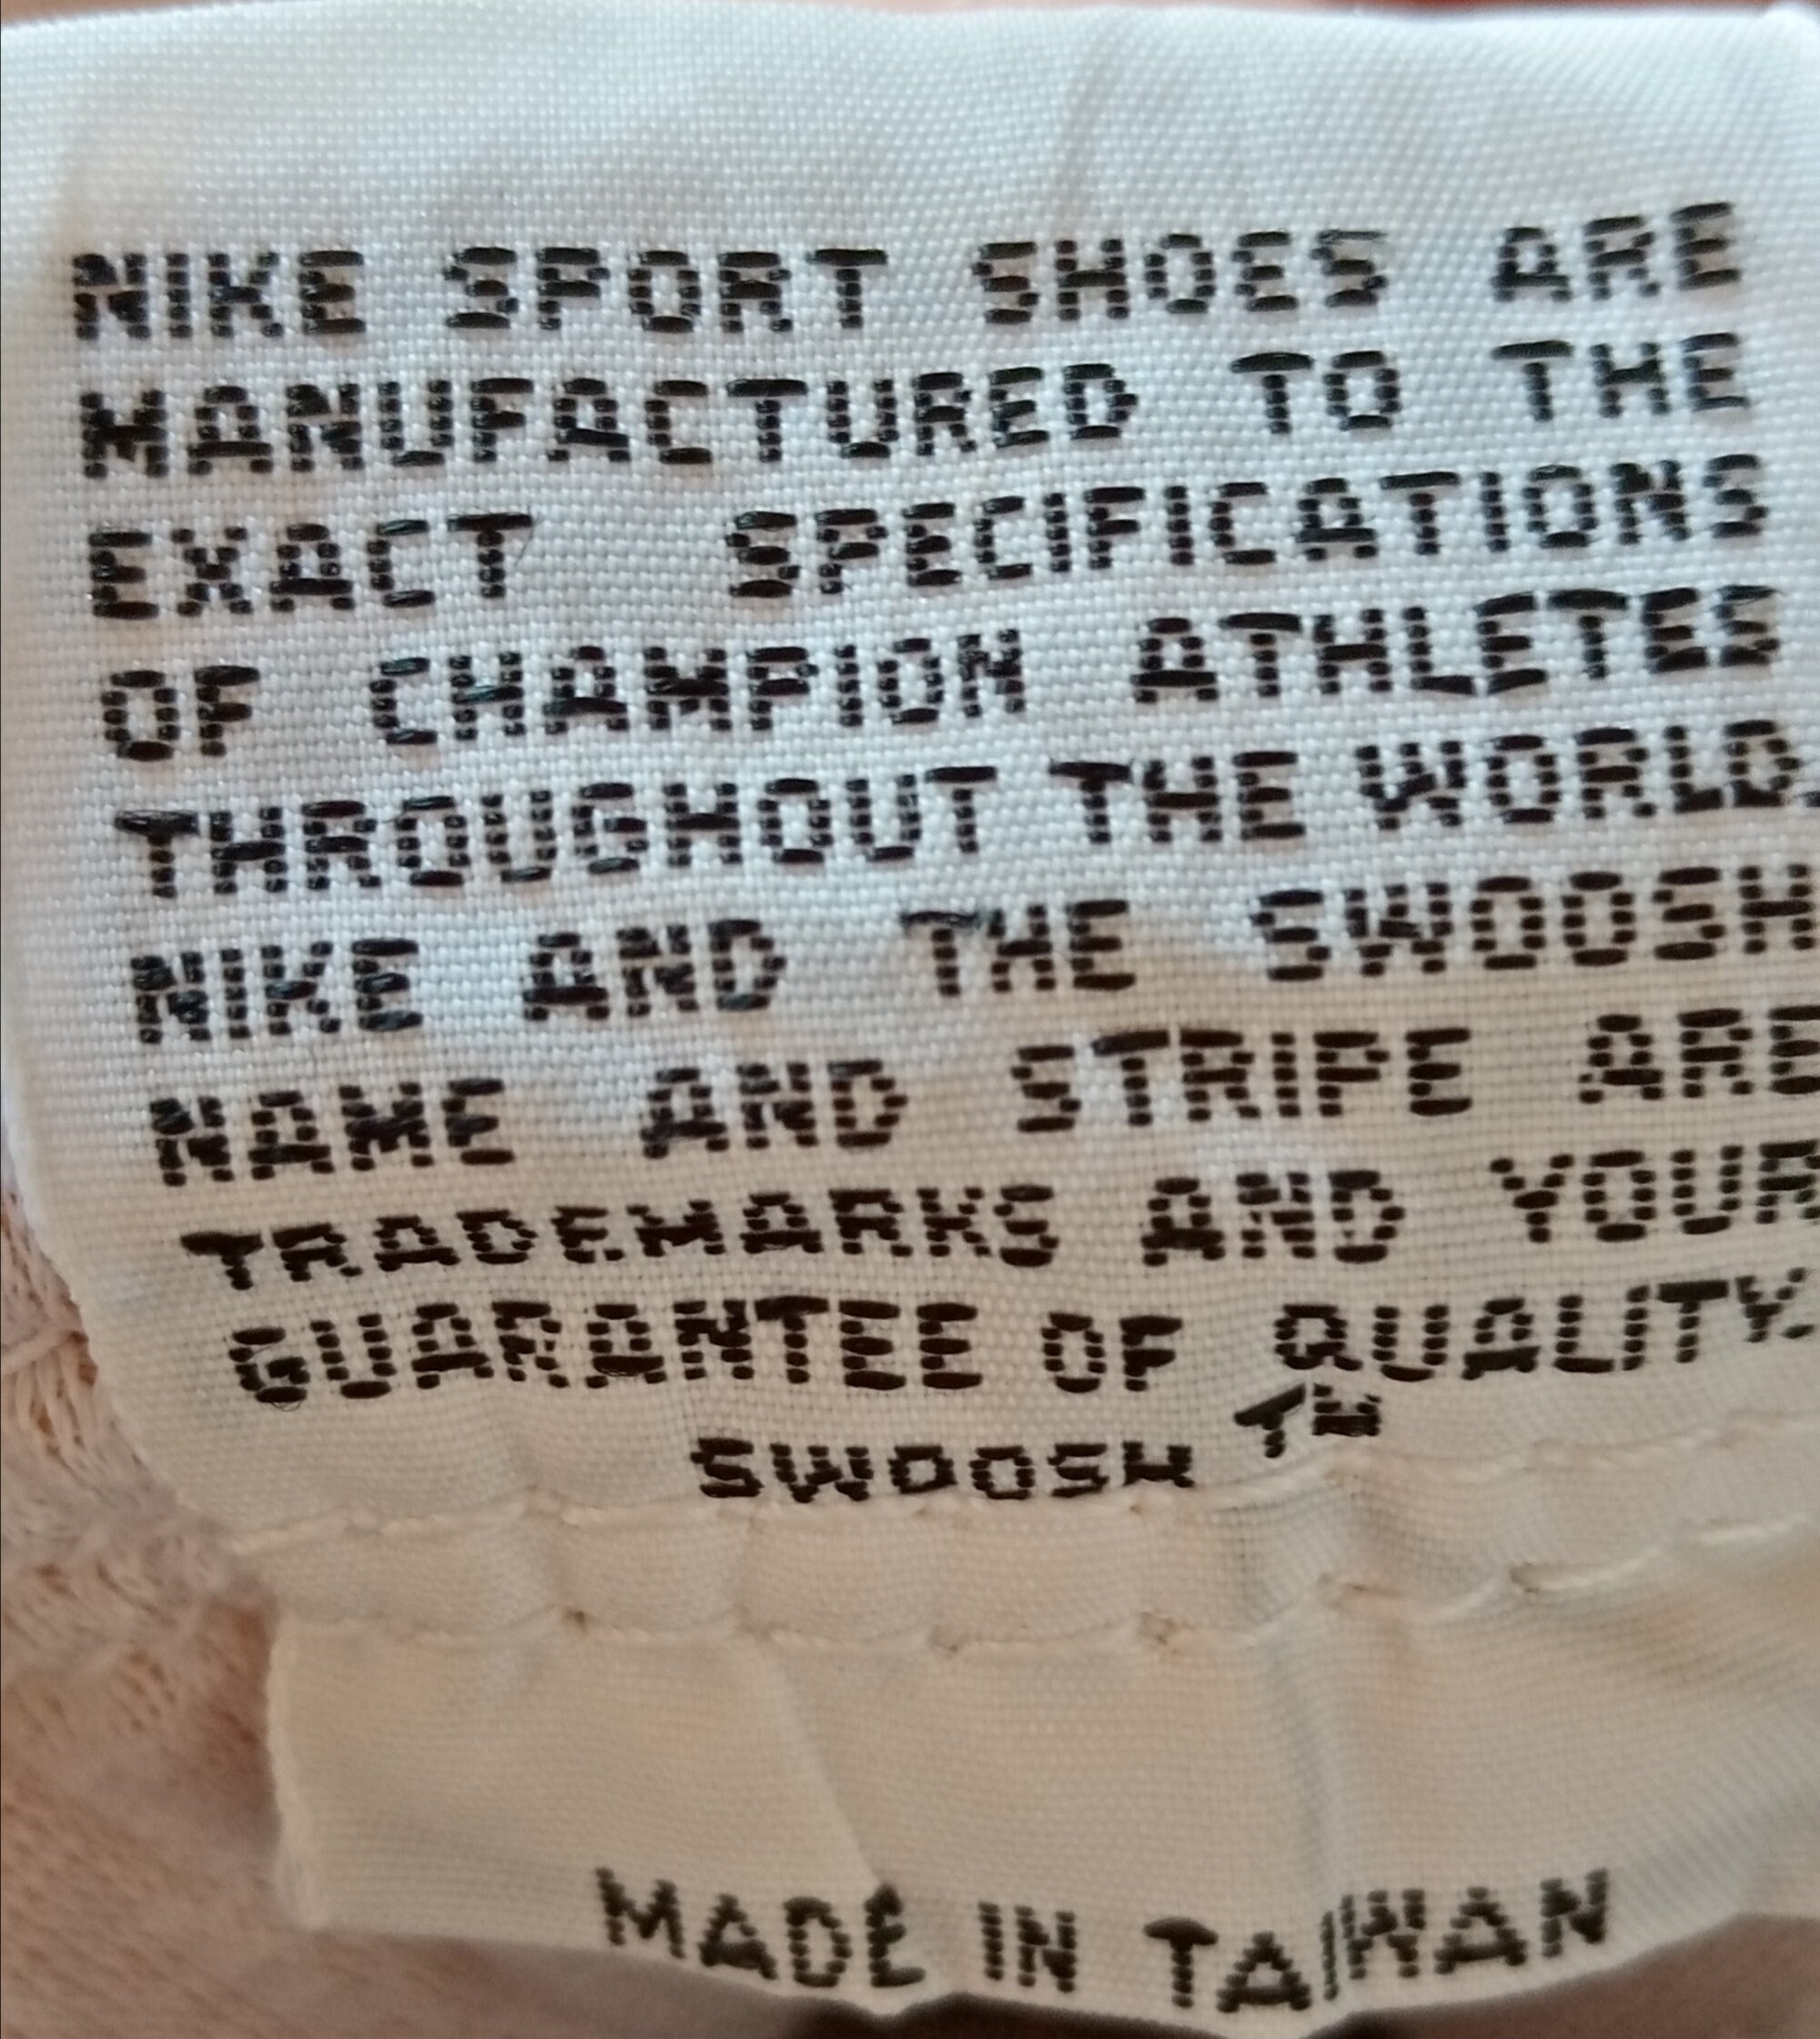 NIKE SPORT SHOES ARE
MANUFACTURED TO THE
EXACT SPECIFICATIONS
OF CHAMPION ATHLETES
THROUGHOUT THE WORLD.
NIKE AND THE SWOOSH
NAME AND STRIPE ARE
TRADEMARKS AND YOUR
GUARANTEE OF QUALITY.
SWOOSH TM
MADE IN TAIWAN